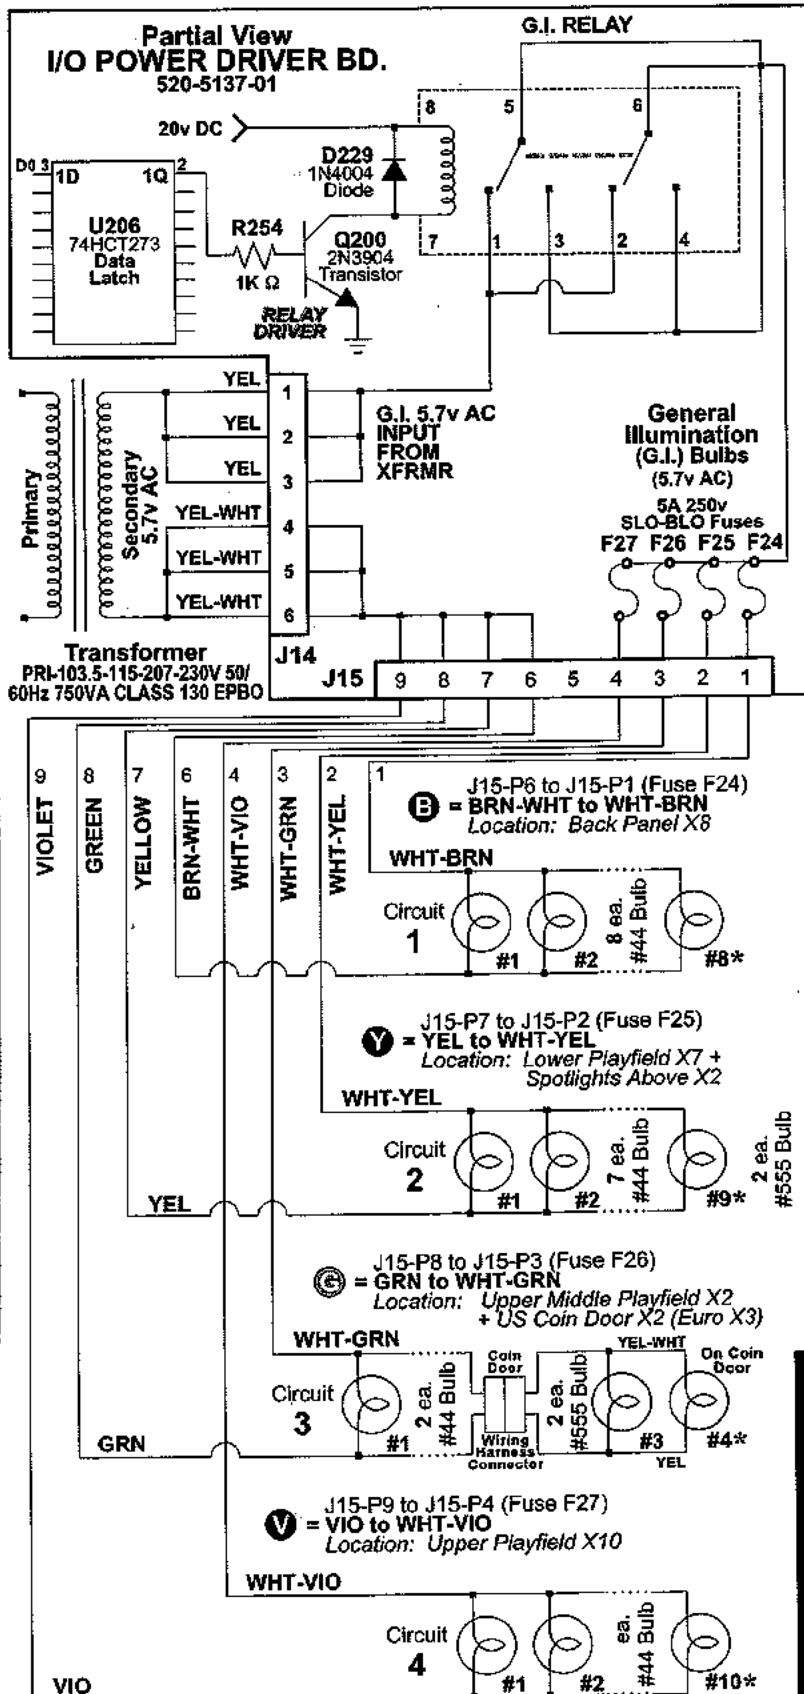 Partial View
I/O POWER DRIVER BD.
520-5137-01
G.I. RELAY
20v DC
8
5
6
D229
1N4004
Diode
D0 3
1D
1Q
2
U206
74HCT273
Data
Latch
R254
1K Ω
Q200
2N3904
Transistor
RELAY
DRIVER
7
1
3
2
4
Primary
Secondary
5.7v AC
YEL
YEL
YEL
YEL-WHT
YEL-WHT
YEL-WHT
1
2
3
4
5
6
J14
G.I. 5.7v AC
INPUT
FROM
XFRMR
General
Illumination
(G.I.) Bulbs
(5.7v AC)
5A 250v
SLO-BLO Fuses
F27 F26 F25 F24
Transformer
PRI-103.5-115-207-230V 50/
60Hz 750VA CLASS 130 EPBO
J15
9 8 7 6 5 4 3 2 1
9 8 7 6 4 3 2 1
VIOLET
GREEN
YELLOW
BRN-WHT
WHT-VIO
WHT-GRN
WHT-YEL
J15-P6 to J15-P1 (Fuse F24)
B = BRN-WHT to WHT-BRN
Location: Back Panel X8
WHT-BRN
Circuit
1
#1
#2
8 ea.
#44 Bulb
#8*
J15-P7 to J15-P2 (Fuse F25)
Y = YEL to WHT-YEL
Location: Lower Playfield X7 +
Spotlights Above X2
WHT-YEL
Circuit
2
YEL
#1
#2
7 ea.
#44 Bulb
#9*
2 ea.
#555 Bulb
J15-P8 to J15-P3 (Fuse F26)
G = GRN to WHT-GRN
Location: Upper Middle Playfield X2
+ US Coin Door X2 (Euro X3)
WHT-GRN
Circuit
3
GRN
#1
2 ea.
#44 Bulb
Coin
Door
Wiring
Harness
Connector
2 ea.
#555 Bulb
YEL-WHT
On Coin
Door
#3
#4*
YEL
J15-P9 to J15-P4 (Fuse F27)
V = VIO to WHT-VIO
Location: Upper Playfield X10
WHT-VIO
Circuit
4
VIO
#1
#2
ea.
#44 Bulb
#10*